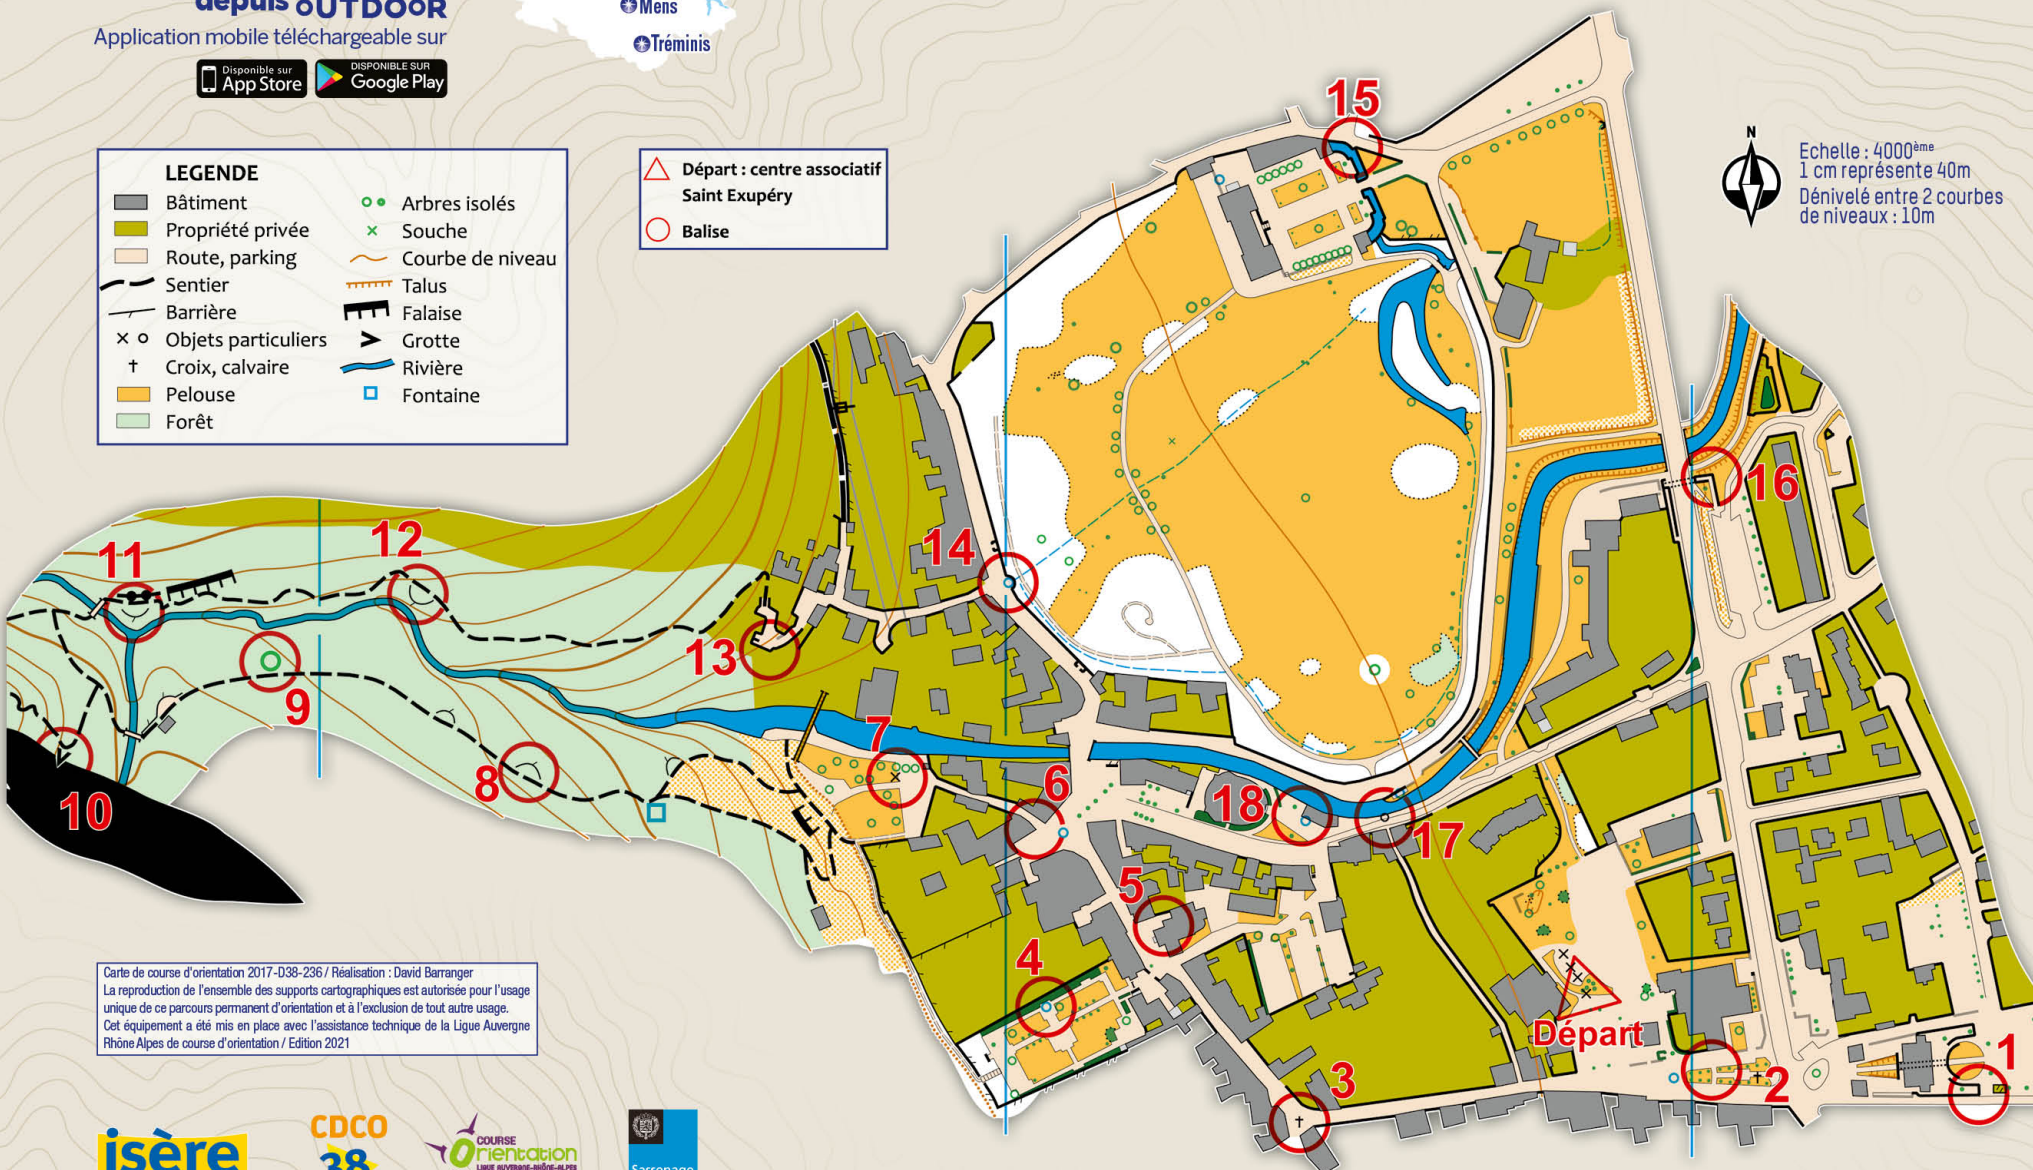 depuis OUTDOOR
Application mobile téléchargeable sur
Disponible sur
App Store
DISPONIBLE SUR
Google Play
Mens
Tréminis
LEGENDE
Bâtiment
Propriété privée
Route, parking
Sentier
Barrière
Objets particuliers
Croix, calvaire
Pelouse
Forêt
Arbres isolés
Souche
Courbe de niveau
Talus
Falaise
Grotte
Rivière
Fontaine
Départ : centre associatif
Saint Exupéry
Balise
N
Echelle : 4000ème
1 cm représente 40m
Dénivelé entre 2 courbes
de niveaux : 10m
15
16
14
12
11
13
9
7
8
6
18
17
10
5
4
Départ
3
2
1
Carte de course d'orientation 2017-D38-236 / Réalisation : David Barranger
La reproduction de l'ensemble des supports cartographiques est autorisée pour l'usage
unique de ce parcours permanent d'orientation et à l'exclusion de tout autre usage.
Cet équipement a été mis en place avec l'assistance technique de la Ligue Auvergne
Rhône Alpes de course d'orientation / Edition 2021
isère
CDCO
38
COURSE
Orientation
LIGUE AUVERGNE-RHÔNE-ALPES
Sassenage